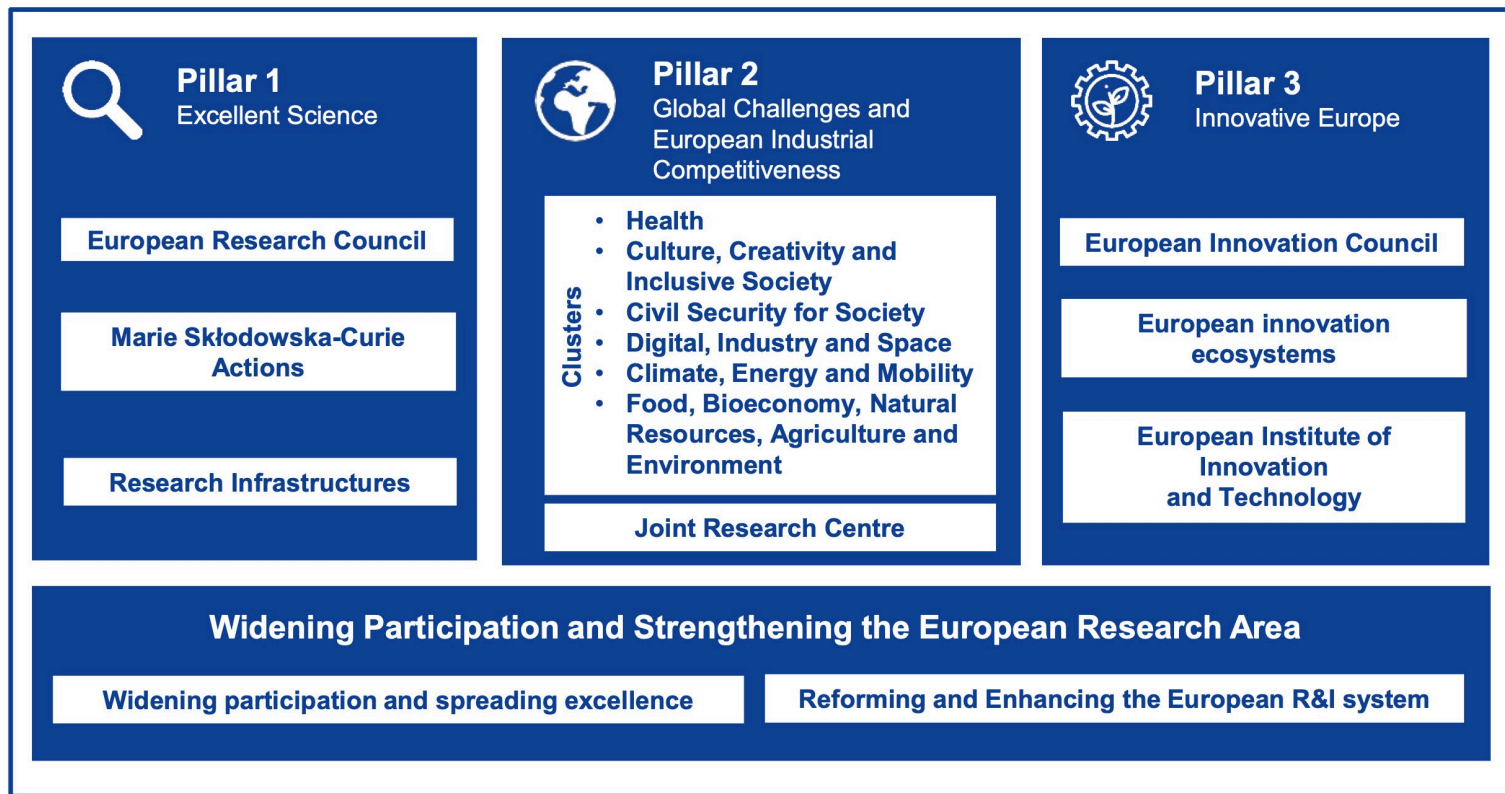 Pillar 1
Excellent Science
European Research Council
Marie Skłodowska-Curie
Actions
Research Infrastructures
Pillar 2
Global Challenges and
European Industrial
Competitiveness
Clusters
• Health
• Culture, Creativity and
Inclusive Society
• Civil Security for Society
• Digital, Industry and Space
• Climate, Energy and Mobility
• Food, Bioeconomy, Natural
Resources, Agriculture and
Environment
Joint Research Centre
Pillar 3
Innovative Europe
European Innovation Council
European innovation
ecosystems
European Institute of
Innovation
and Technology
Widening Participation and Strengthening the European Research Area
Widening participation and spreading excellence
Reforming and Enhancing the European R&I system